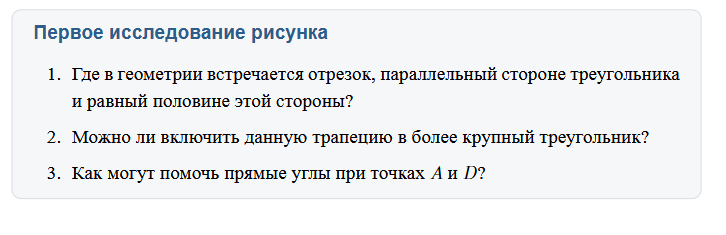 Первое исследование рисунка
1. Где в геометрии встречается отрезок, параллельный стороне треугольника
и равный половине этой стороны?
2. Можно ли включить данную трапецию в более крупный треугольник?
3. Как могут помочь прямые углы при точках A и D?